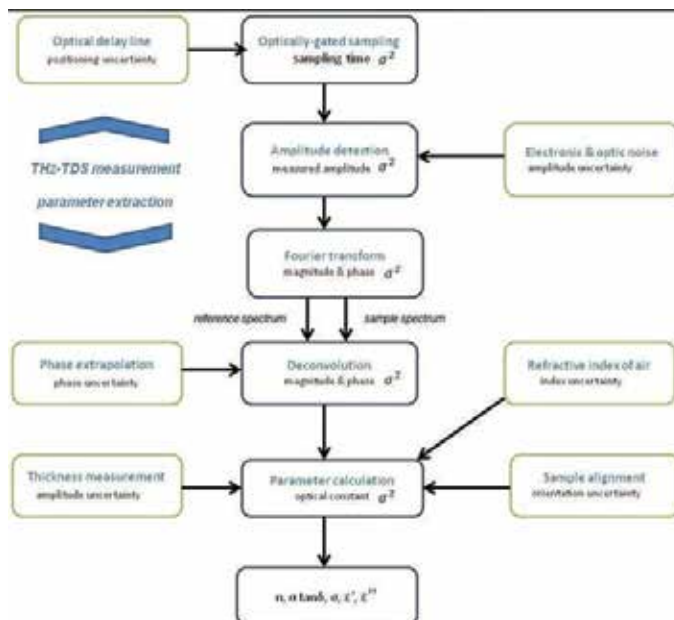 Optical delay line
positioning uncertainty
Optically-gated sampling
sampling time σ²
THz-TDS measurement
parameter extraction
Amplitude detection
measured amplitude σ²
Electronic & optic noise
amplitude uncertainty
Fourier transform
magnitude & phase σ²
reference spectrum
sample spectrum
Phase extrapolation
phase uncertainty
Deconvolution
magnitude & phase σ²
Refractive index of air
index uncertainty
Thickness measurement
amplitude uncertainty
Parameter calculation
optical constant σ²
Sample alignment
orientation uncertainty
n, α tanδ, σ, ε', ε''